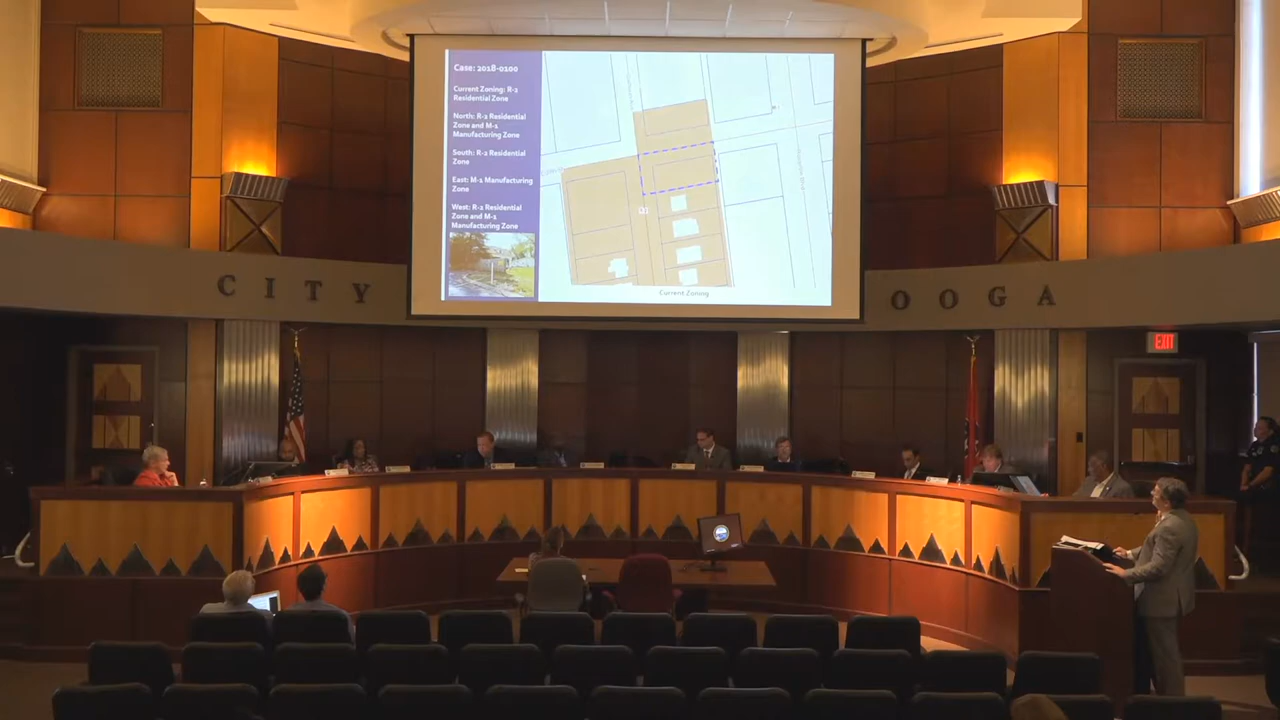 Case: 2018-0100
Current Zoning: R-2
Residential Zone
North: R-2 Residential
Zone and M-1
Manufacturing Zone
South: R-2 Residential
Zone
East: M-1 Manufacturing
Zone
West: R-2 Residential
Zone and M-1
Manufacturing Zone
Current Zoning
CITY
OOGA
EXIT